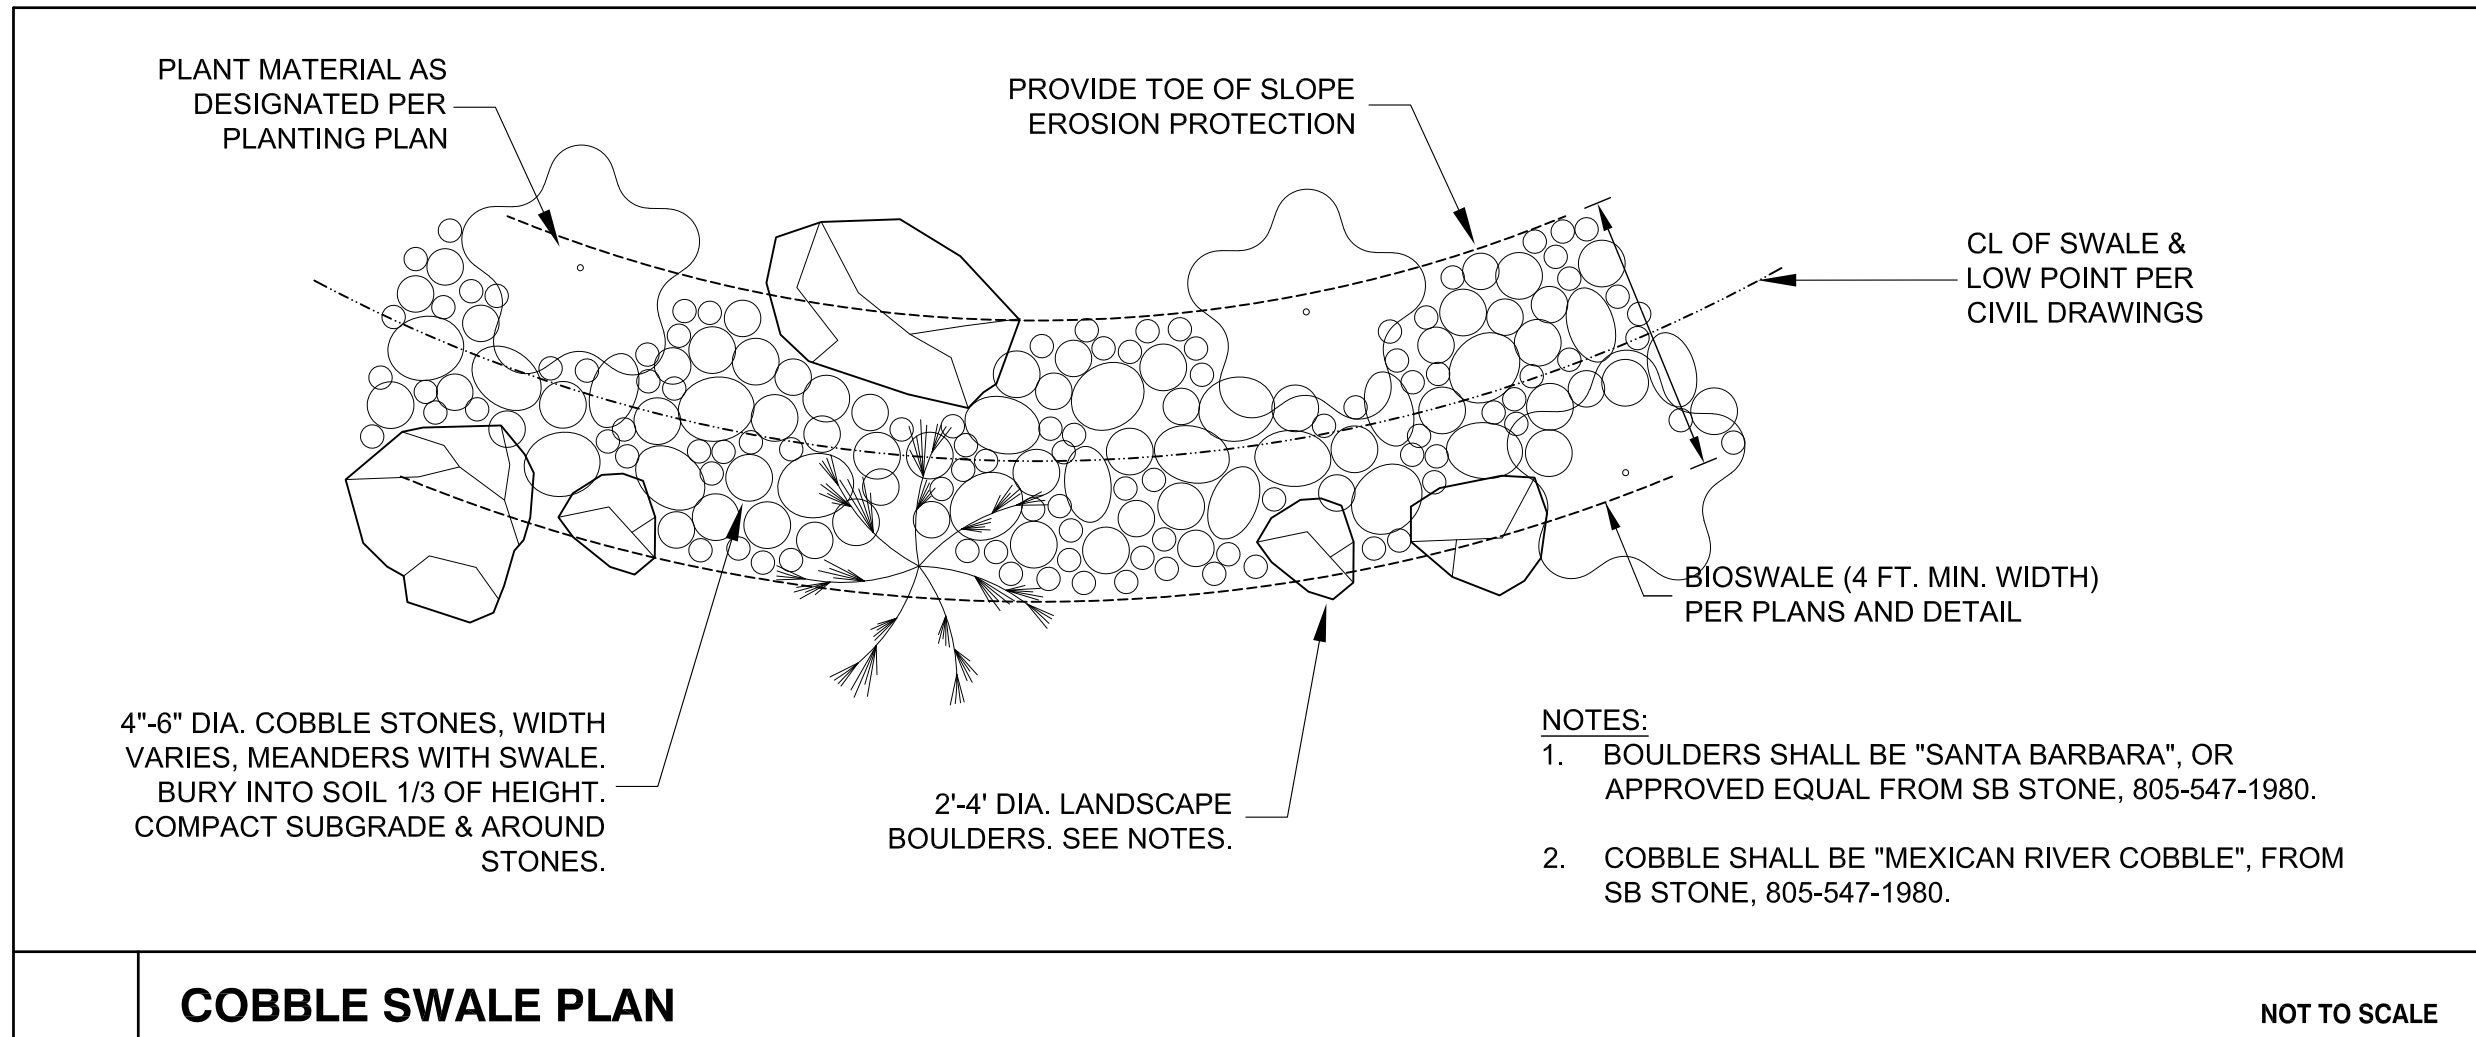 PLANT MATERIAL AS
DESIGNATED PER
PLANTING PLAN
PROVIDE TOE OF SLOPE
EROSION PROTECTION
CL OF SWALE &
LOW POINT PER
CIVIL DRAWINGS
BIOSWALE (4 FT. MIN. WIDTH)
PER PLANS AND DETAIL
4"-6" DIA. COBBLE STONES, WIDTH
VARIES, MEANDERS WITH SWALE.
BURY INTO SOIL 1/3 OF HEIGHT.
COMPACT SUBGRADE & AROUND
STONES.
2'-4' DIA. LANDSCAPE
BOULDERS. SEE NOTES.
NOTES:
1. BOULDERS SHALL BE "SANTA BARBARA", OR
APPROVED EQUAL FROM SB STONE, 805-547-1980.
2. COBBLE SHALL BE "MEXICAN RIVER COBBLE", FROM
SB STONE, 805-547-1980.
COBBLE SWALE PLAN
NOT TO SCALE